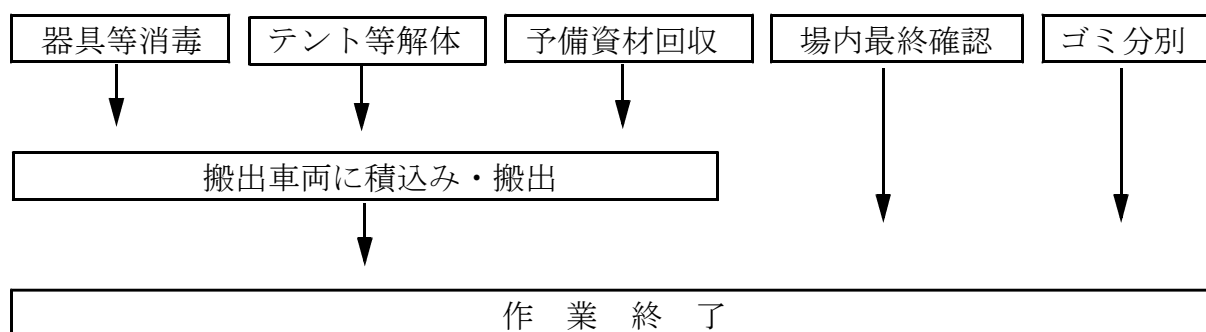 器具等消毒
テント等解体
予備資材回収
場内最終確認
ゴミ分別
搬出車両に積込み・搬出
作　業　終　了